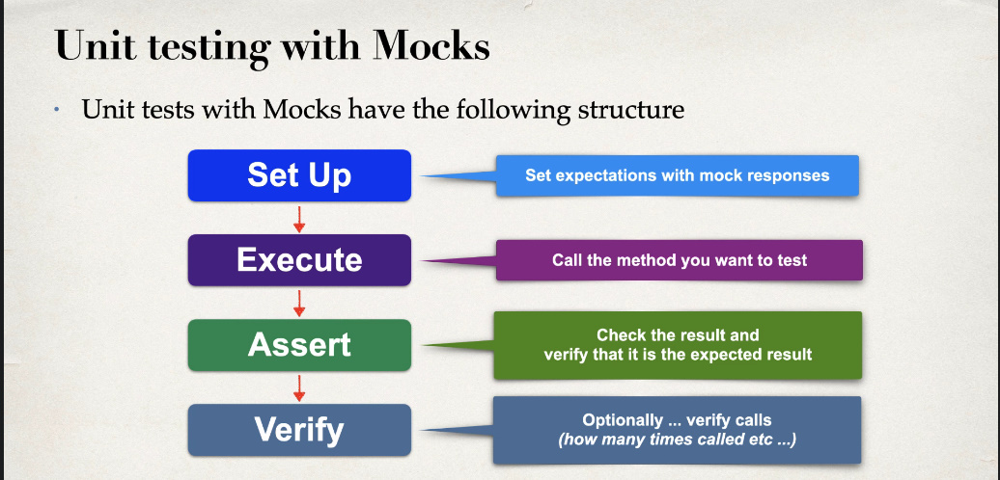 Unit testing with Mocks
• Unit tests with Mocks have the following structure
Set Up
Set expectations with mock responses
Execute
Call the method you want to test
Assert
Check the result and
verify that it is the expected result
Verify
Optionally ... verify calls
(how many times called etc ...)